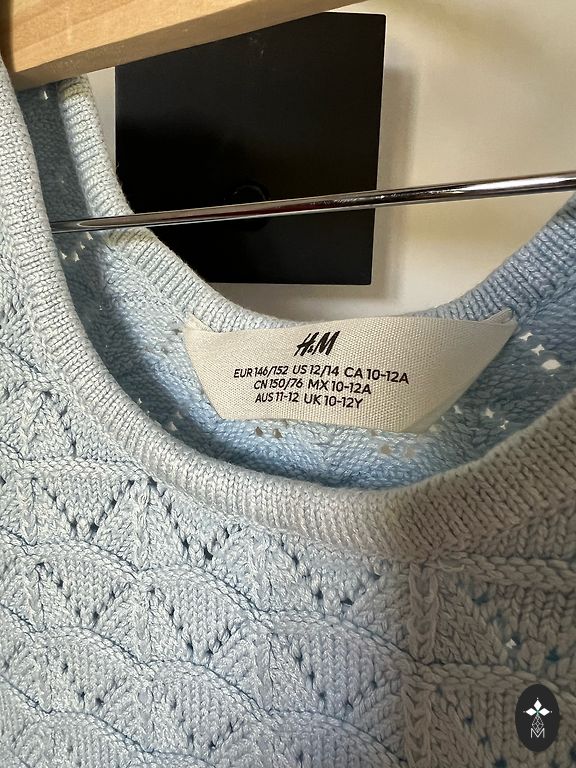 H&M
EUR 146/152 US 12/14 CA 10-12A
CN 150/76 MX 10-12A
AUS 11-12 UK 10-12Y
M